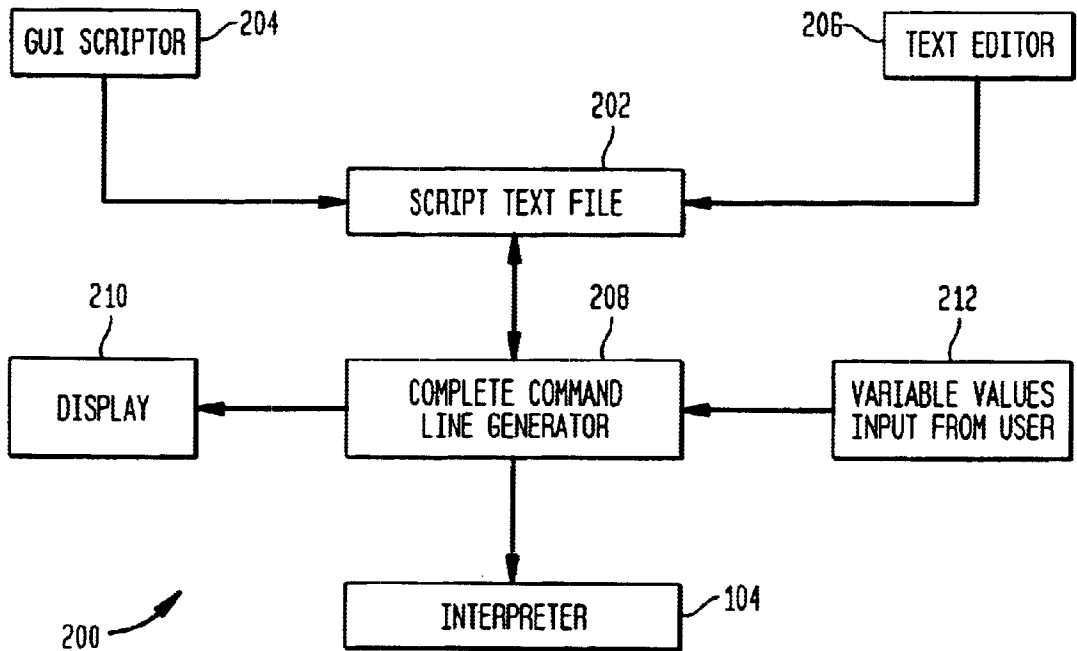 GUI SCRIPTOR
204
206
TEXT EDITOR
202
SCRIPT TEXT FILE
210
208
212
DISPLAY
COMPLETE COMMAND
LINE GENERATOR
VARIABLE VALUES
INPUT FROM USER
INTERPRETER
104
200